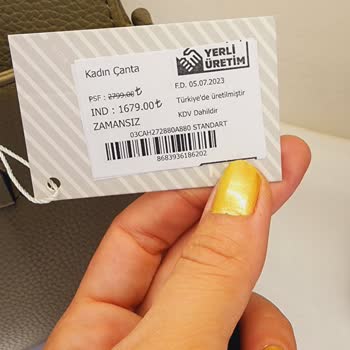 YERLİ
ÜRETİM
Kadın Çanta
F.D. 05.07.2023
PSF : 2799.00₺
Türkiye'de üretilmiştir
IND : 1679.00₺
KDV Dahildir
ZAMANSIZ
03CAH272880A880 STANDART
8683936186202